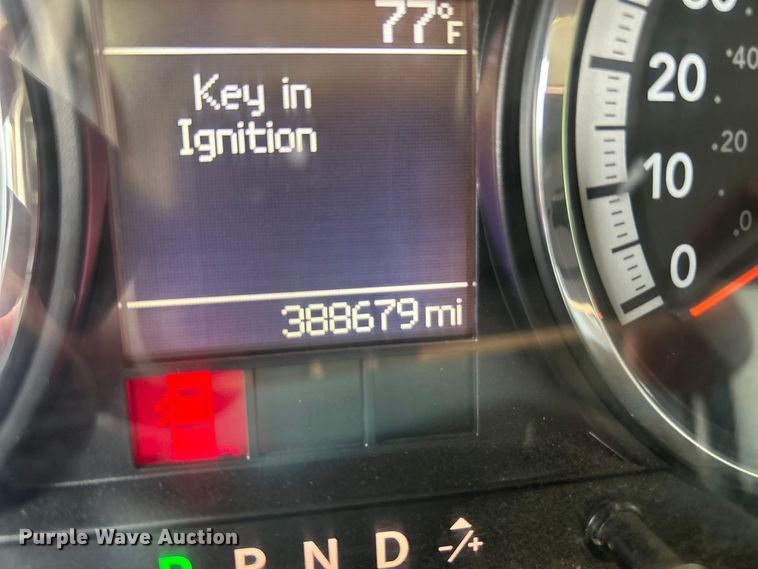 77°F
Key in
Ignition
388679 mi
20
10
0
40
20
0
P R N D -/+
Purple Wave Auction